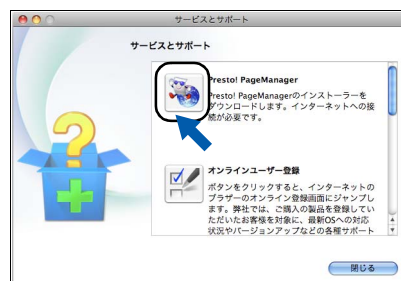 サービスとサポート
サービスとサポート
Presto! PageManager
Presto! PageManagerのインストーラーを
ダウンロードします。インターネットへの接
続が必要です。
オンラインユーザー登録
ボタンをクリックすると、インターネットの
ブラザーのオンライン登録画面にジャンプし
ます。弊社では、ご購入の製品を登録してい
ただいたお客様を対象に、最新OSへの対応
状況やバージョンアップなどの各種サポート
閉じる